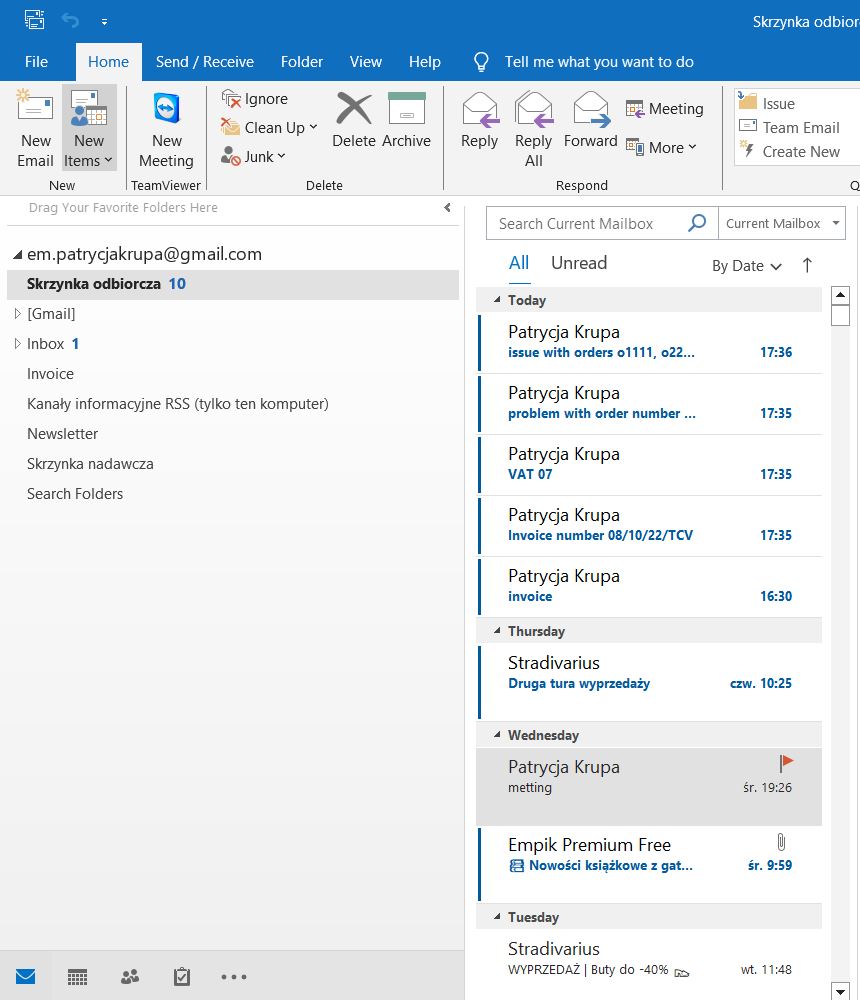 Skrzynka odbior
File Home Send / Receive Folder View Help Tell me what you want to do
New Email
New Items
New
New Meeting
TeamViewer
Ignore
Clean Up
Junk
Delete
Archive
Delete
Reply
Reply All
Forward
Meeting
More
Respond
Issue
Team Email
Create New
Q
Drag Your Favorite Folders Here
em.patrycjakrupa@gmail.com
Skrzynka odbiorcza 10
[Gmail]
Inbox 1
Invoice
Kanały informacyjne RSS (tylko ten komputer)
Newsletter
Skrzynka nadawcza
Search Folders
Search Current Mailbox Current Mailbox
All Unread By Date
Today
Patrycja Krupa
issue with orders o1111, o22... 17:36
Patrycja Krupa
problem with order number ... 17:35
Patrycja Krupa
VAT 07 17:35
Patrycja Krupa
Invoice number 08/10/22/TCV 17:35
Patrycja Krupa
invoice 16:30
Thursday
Stradivarius
Druga tura wyprzedaży czw. 10:25
Wednesday
Patrycja Krupa
metting śr. 19:26
Empik Premium Free
Nowości książkowe z gat... śr. 9:59
Tuesday
Stradivarius
WYPRZEDAŻ | Buty do -40% wt. 11:48